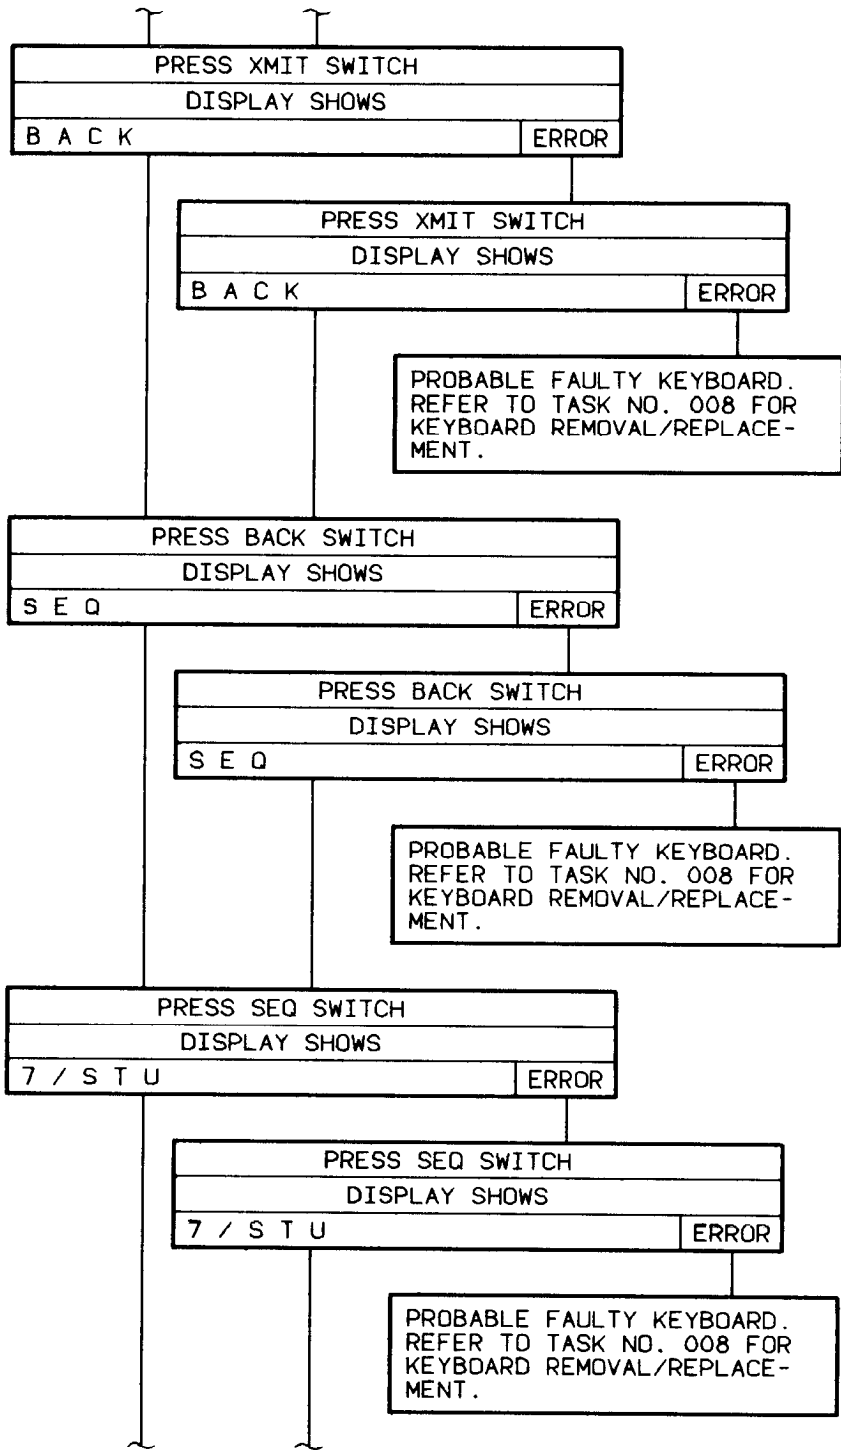 PRESS XMIT SWITCH
DISPLAY SHOWS
B A C K
ERROR
PRESS XMIT SWITCH
DISPLAY SHOWS
B A C K
ERROR
PROBABLE FAULTY KEYBOARD.
REFER TO TASK NO. 008 FOR
KEYBOARD REMOVAL/REPLACE-
MENT.
PRESS BACK SWITCH
DISPLAY SHOWS
S E Q
ERROR
PRESS BACK SWITCH
DISPLAY SHOWS
S E Q
ERROR
PROBABLE FAULTY KEYBOARD.
REFER TO TASK NO. 008 FOR
KEYBOARD REMOVAL/REPLACE-
MENT.
PRESS SEQ SWITCH
DISPLAY SHOWS
7 / S T U
ERROR
PRESS SEQ SWITCH
DISPLAY SHOWS
7 / S T U
ERROR
PROBABLE FAULTY KEYBOARD.
REFER TO TASK NO. 008 FOR
KEYBOARD REMOVAL/REPLACE-
MENT.